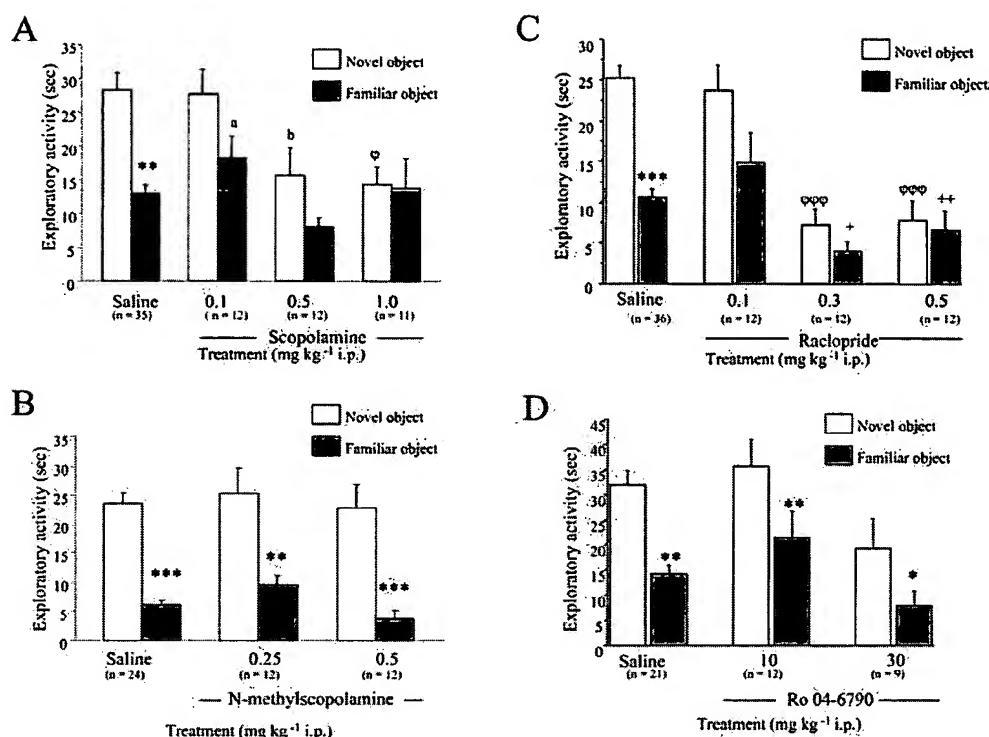 A
Exploratory activity (sec)
35
30
25
20
15
10
5
0
Novel object
Familiar object
**
a
b
φ
Saline 0.1 0.5 1.0
(n = 35) (n = 12) (n = 12) (n = 11)
Scopolamine
Treatment (mg kg⁻¹ i.p.)
B
Exploratory activity (sec)
35
30
25
20
15
10
5
0
Novel object
Familiar object
***
**
***
Saline 0.25 0.5
(n = 24) (n = 12) (n = 12)
N-methylscopolamine
Treatment (mg kg⁻¹ i.p.)
C
Exploratory activity (sec)
30
25
20
15
10
5
0
Novel object
Familiar object
***
φφφ
+
φφφ
++
Saline 0.1 0.3 0.5
(n = 36) (n = 12) (n = 12) (n = 12)
Raclopride
Treatment (mg kg⁻¹ i.p.)
D
Exploratory activity (sec)
45
40
35
30
25
20
15
10
5
0
Novel object
Familiar object
**
**
*
Saline 10 30
(n = 21) (n = 12) (n = 9)
Ro 04-6790
Treatment (mg kg⁻¹ i.p.)